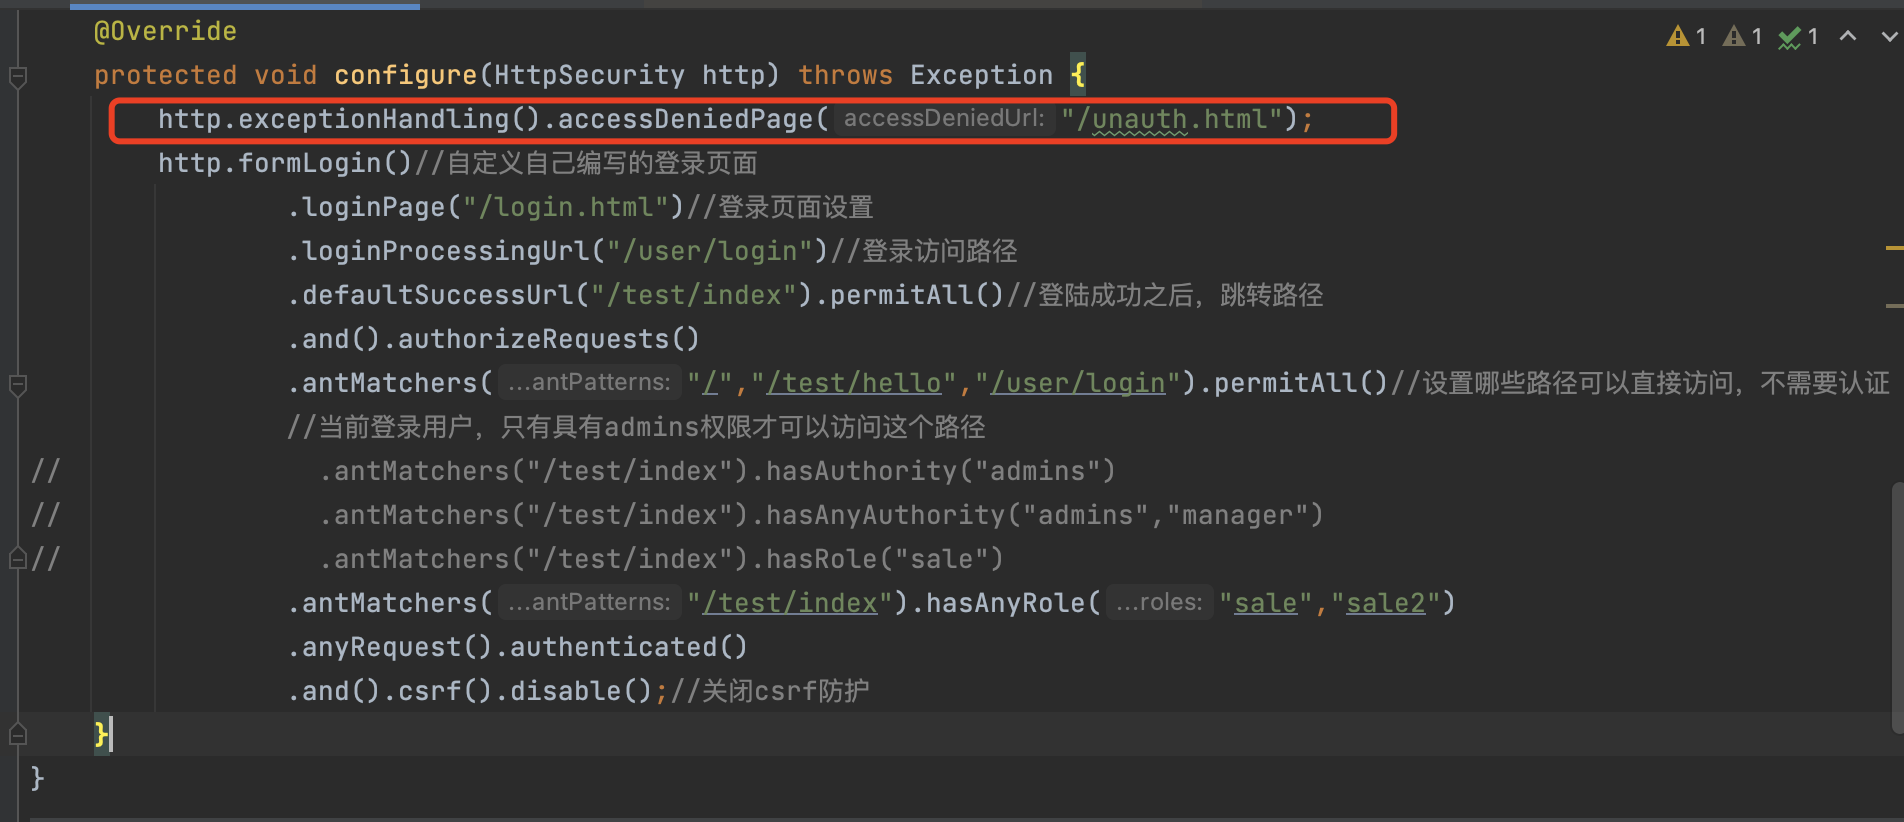 @Override
1 1 1
protected void configure(HttpSecurity http) throws Exception {
http.exceptionHandling().accessDeniedPage( accessDeniedUrl: "/unauth.html");
http.formLogin()//自定义自己编写的登录页面
.loginPage("/login.html")//登录页面设置
.loginProcessingUrl("/user/login")//登录访问路径
.defaultSuccessUrl("/test/index").permitAll()//登陆成功之后，跳转路径
.and().authorizeRequests()
.antMatchers( ...antPatterns: "/","/test/hello","/user/login").permitAll()//设置哪些路径可以直接访问，不需要认证
//当前登录用户，只有具有admins权限才可以访问这个路径
// .antMatchers("/test/index").hasAuthority("admins")
// .antMatchers("/test/index").hasAnyAuthority("admins","manager")
// .antMatchers("/test/index").hasRole("sale")
.antMatchers( ...antPatterns: "/test/index").hasAnyRole( ...roles: "sale","sale2")
.anyRequest().authenticated()
.and().csrf().disable();//关闭csrf防护
}
}